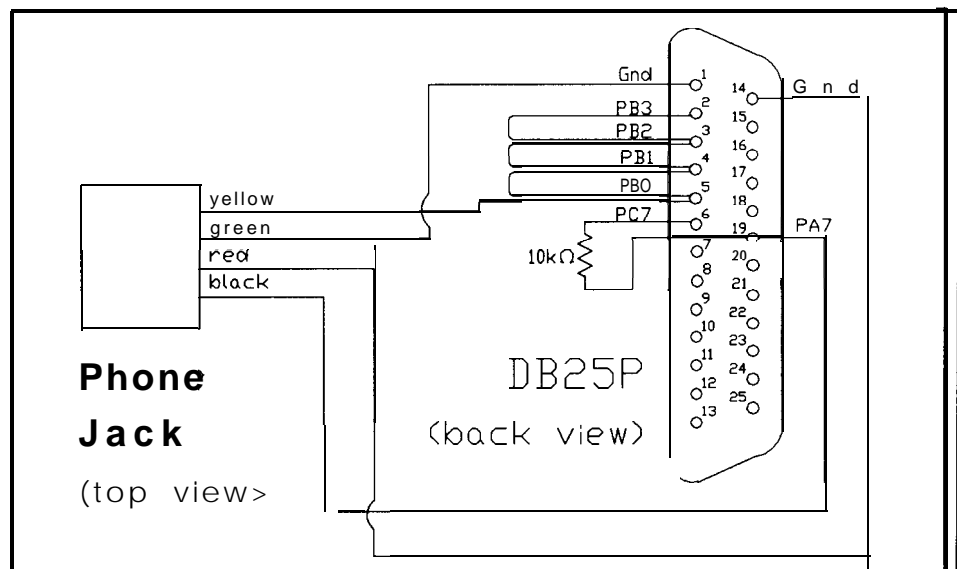 yellow
green
red
black
Phone
Jack
(top view>
Gnd
PB3
PB2
PB1
PB0
PC7
10kΩ
DB25P
(back view)
1
2
3
4
5
6
7
8
9
10
11
12
13
14
15
16
17
18
19
20
21
22
23
24
25
Gnd
PA7